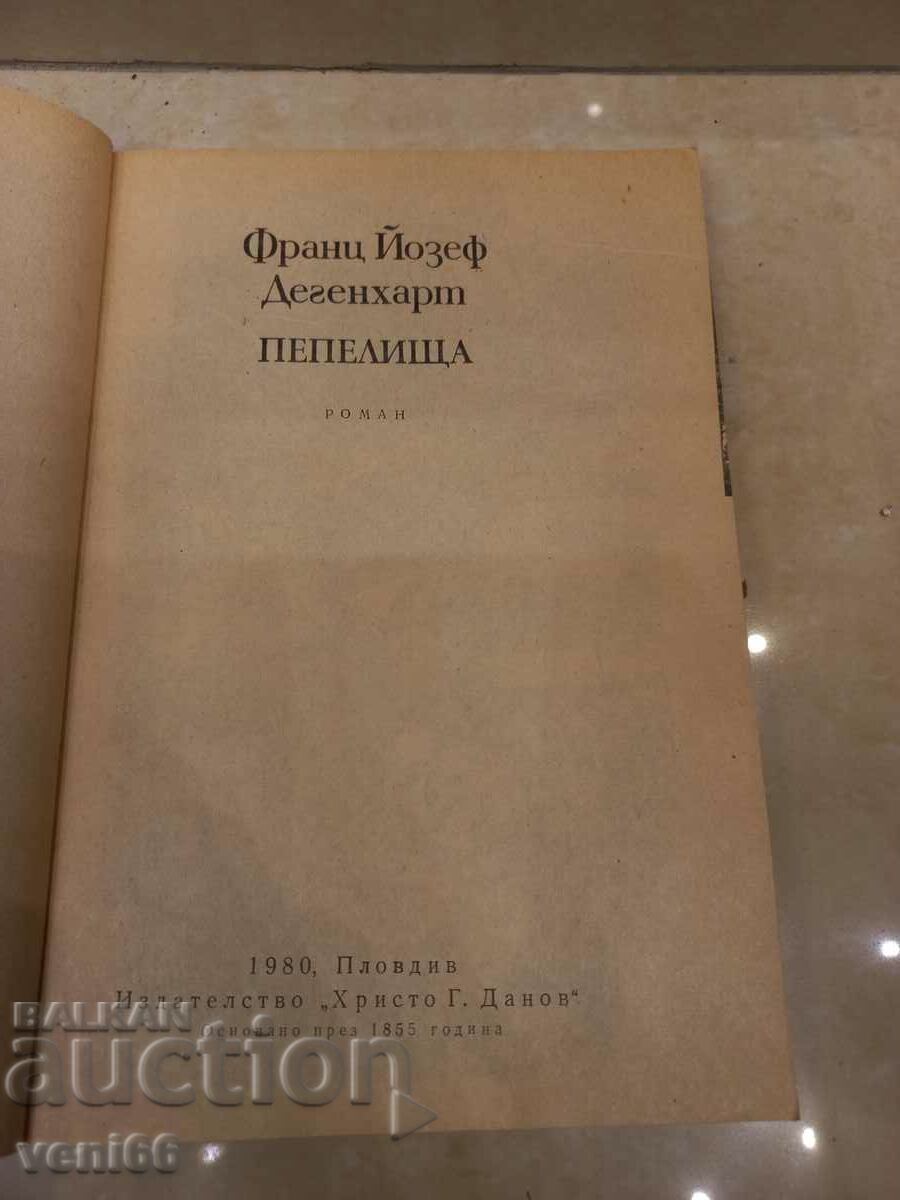 Франц Йозеф
Дегенхарт
ПЕПЕЛИЩА
РОМАН
1980, Пловдив
Издателство „Христо Г. Данов“
Основано през 1855 година
BALKAN
auction
veni66